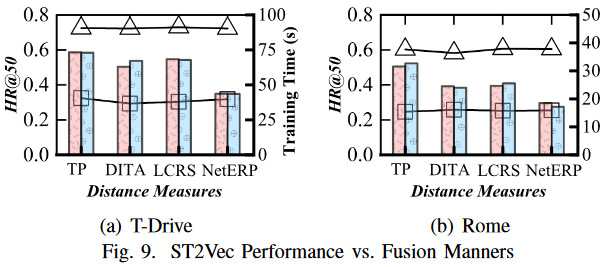 0.8
0.6
0.4
0.2
0.0
HR@50
100
75
50
25
0
Training Time (s)
TP DITA LCRS NetERP
Distance Measures
(a) T-Drive
0.8
0.6
0.4
0.2
0.0
HR@50
50
40
30
20
10
0
TP DITA LCRS NetERP
Distance Measures
(b) Rome
Fig. 9. ST2Vec Performance vs. Fusion Manners